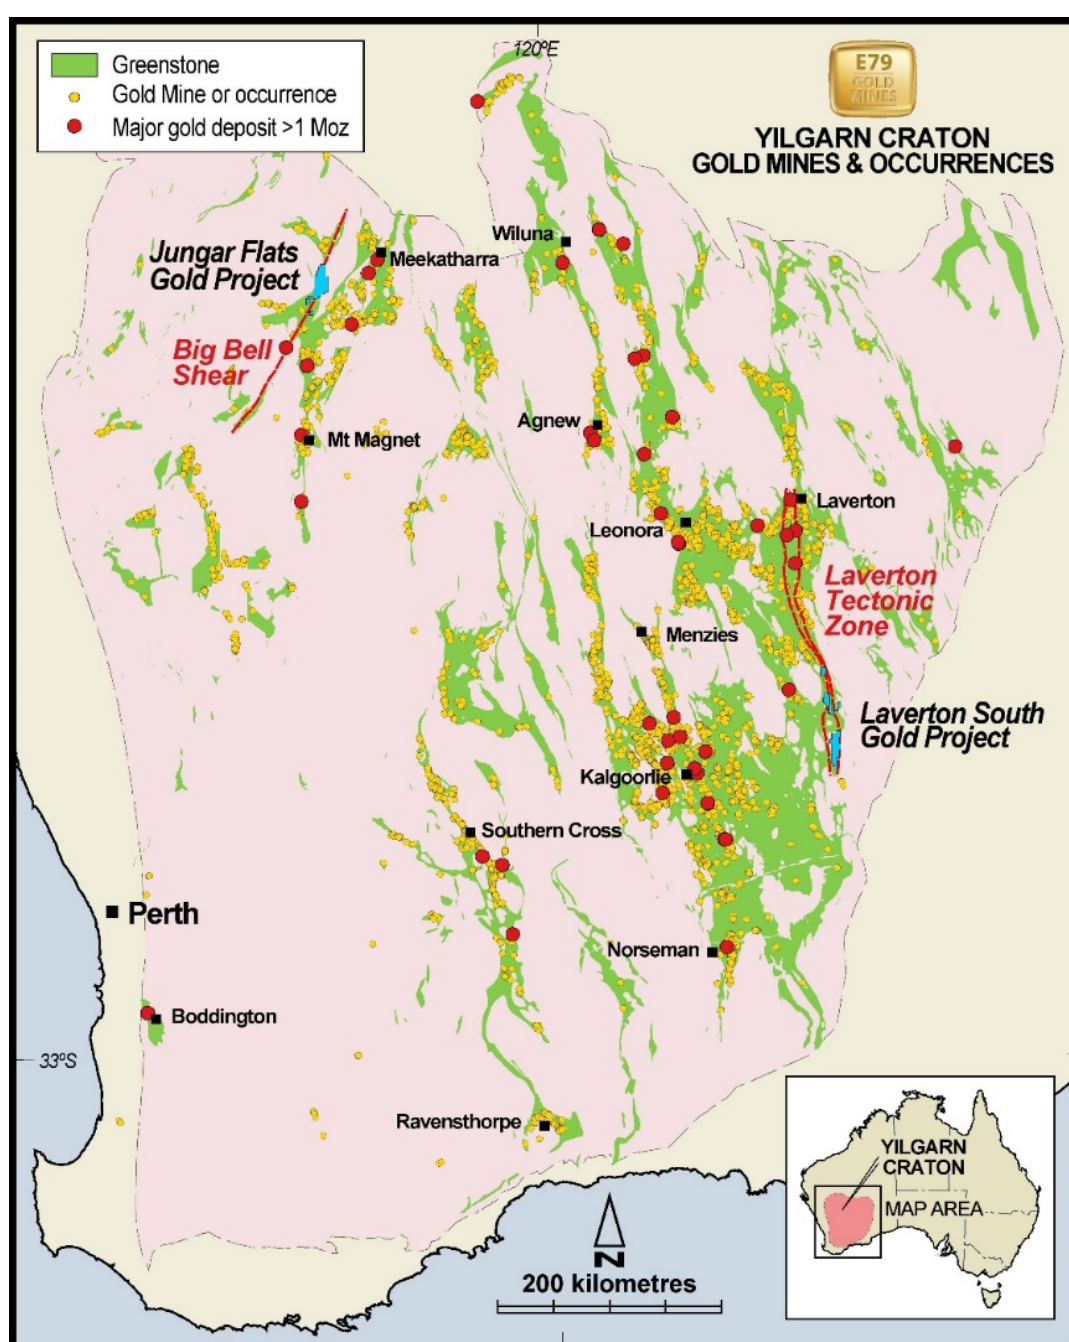 120ºE
Greenstone
Gold Mine or occurrence
Major gold deposit >1 Moz
E79
GOLD
MINES
YILGARN CRATON
GOLD MINES & OCCURRENCES
Wiluna
Jungar Flats
Gold Project
Meekatharra
Big Bell
Shear
Agnew
Mt Magnet
Laverton
Leonora
Laverton
Tectonic
Zone
Menzies
Laverton South
Gold Project
Kalgoorlie
Southern Cross
Perth
Norseman
Boddington
33ºS
Ravensthorpe
YILGARN
CRATON
MAP AREA
N
200 kilometres